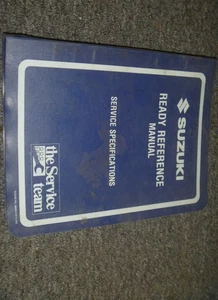 SUZUKI
READY REFERENCE
MANUAL
SERVICE SPECIFICATIONS
the Service
team